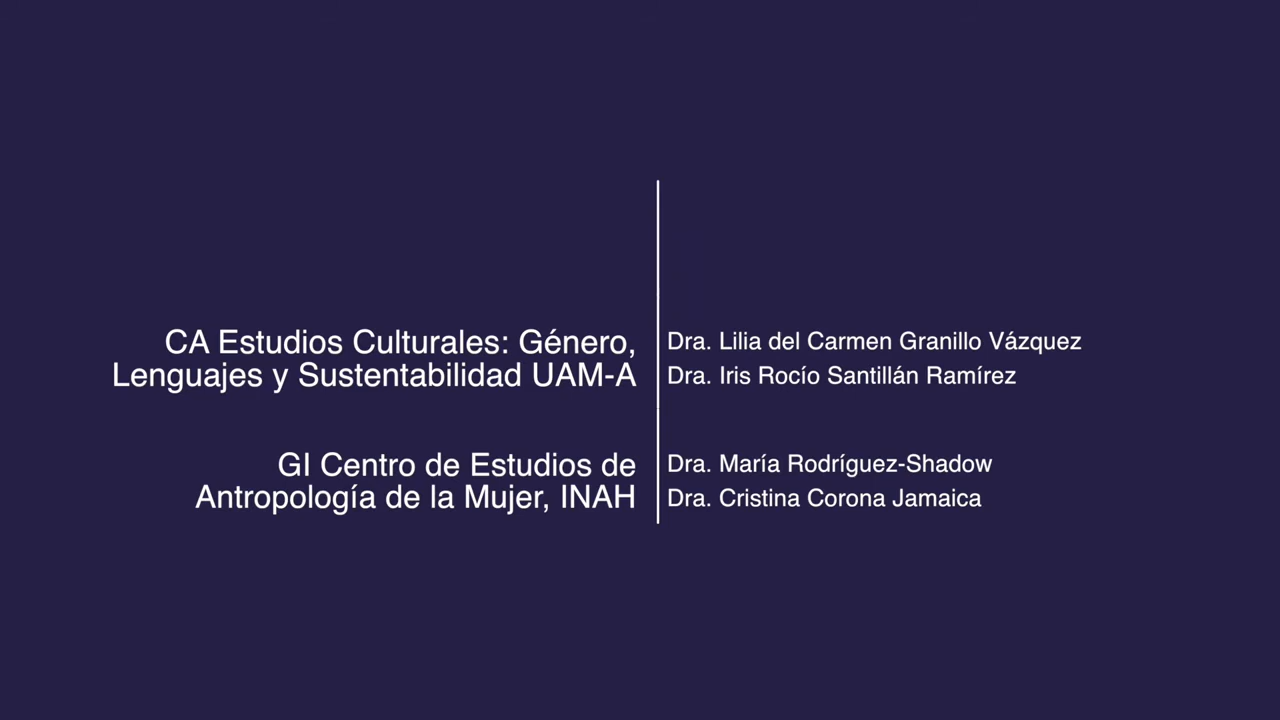 CA Estudios Culturales: Género,
Lenguajes y Sustentabilidad UAM-A
Dra. Lilia del Carmen Granillo Vázquez
Dra. Iris Rocío Santillán Ramírez
GI Centro de Estudios de
Antropología de la Mujer, INAH
Dra. María Rodríguez-Shadow
Dra. Cristina Corona Jamaica